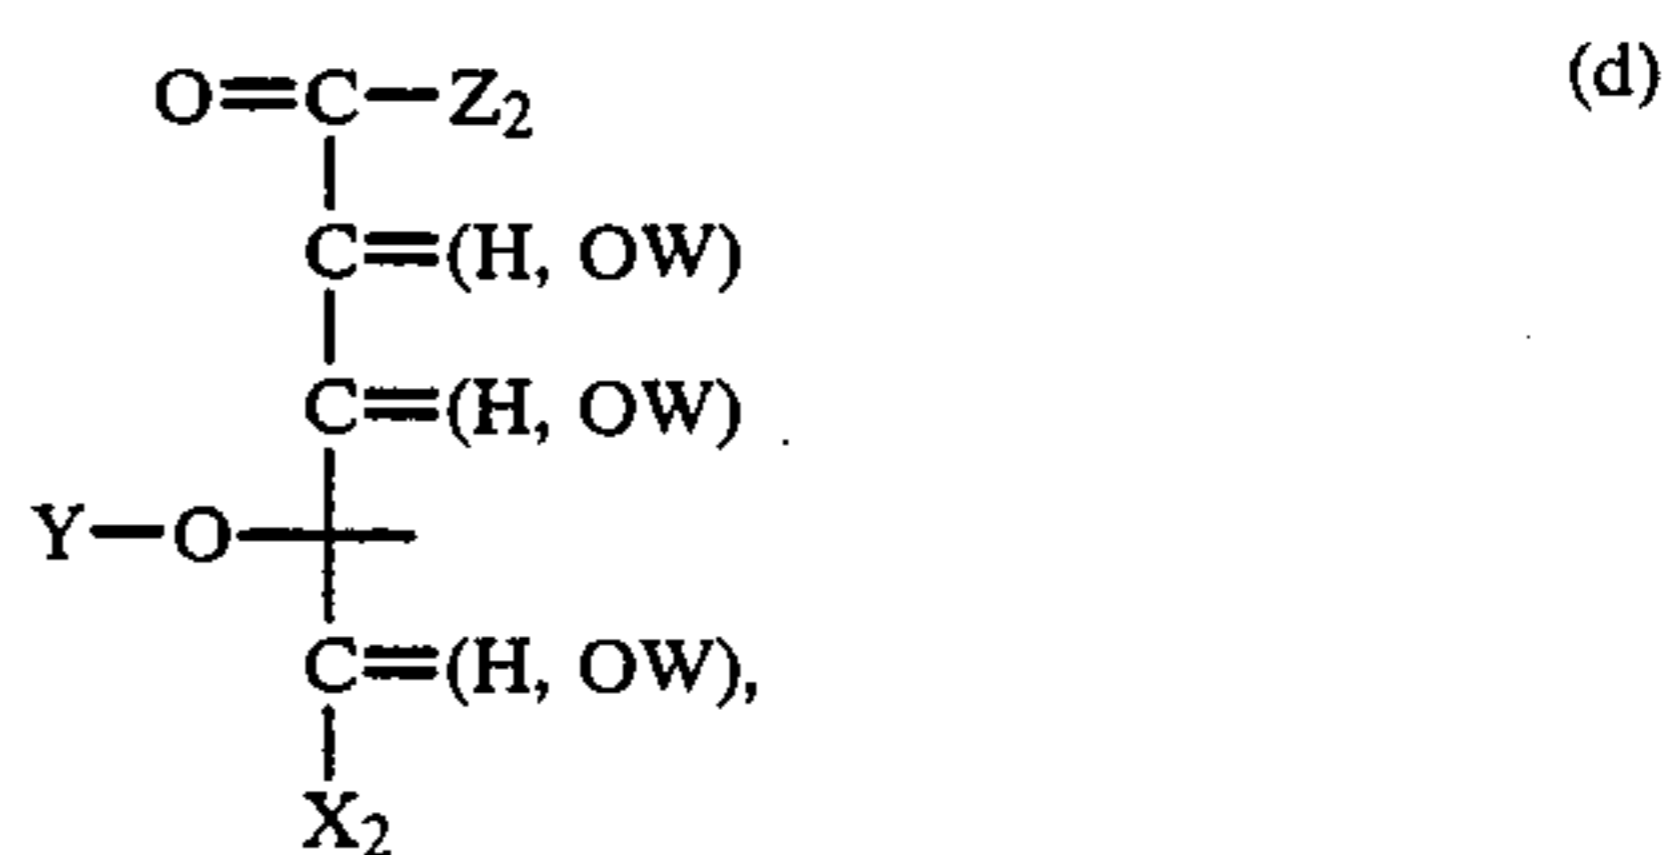 O=C—Z2 (d)
C=(H, OW)
C=(H, OW)
Y—O
C=(H, OW),
X2